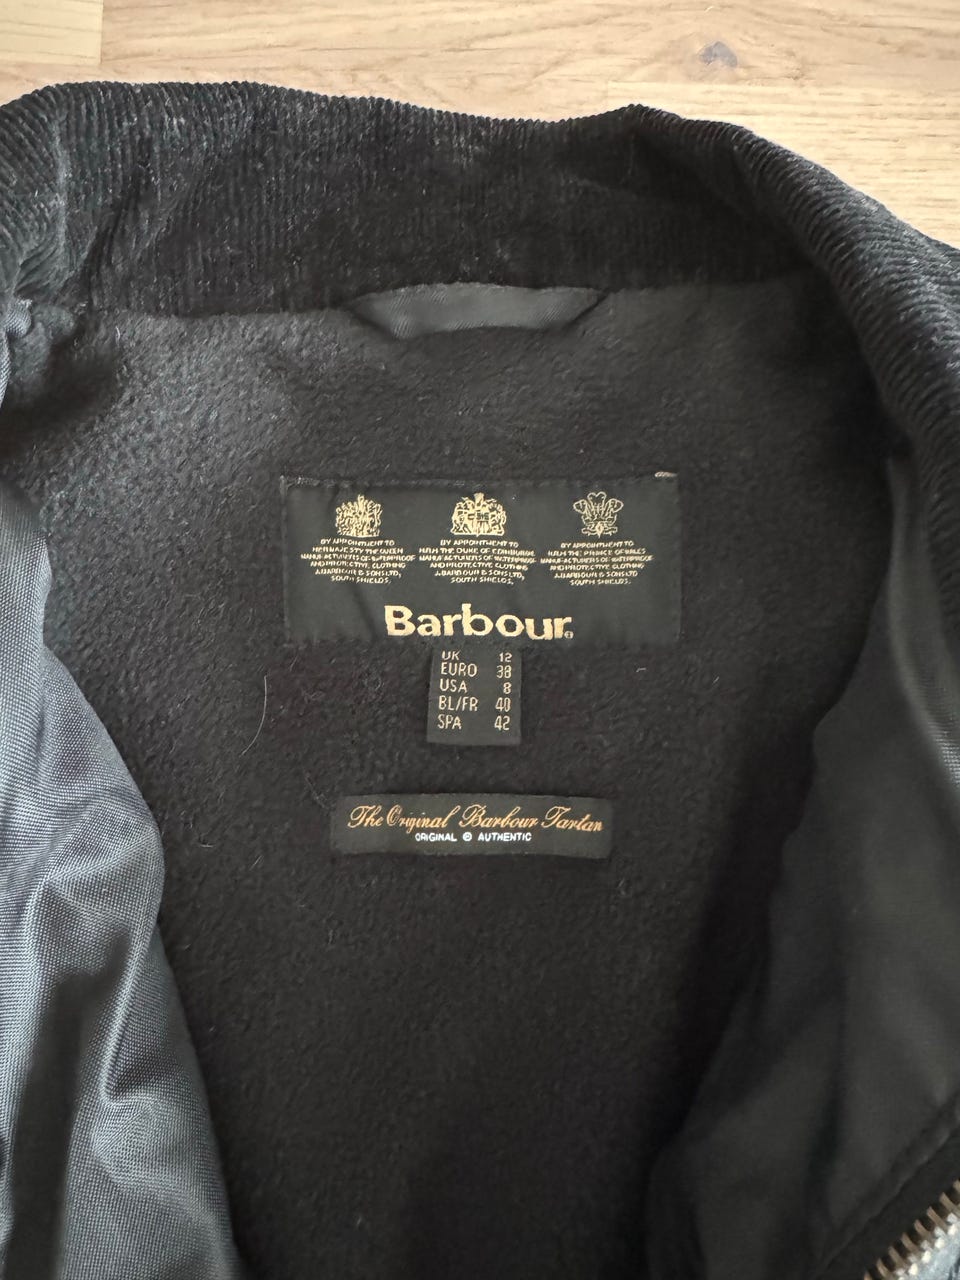 BY APPOINTMENT TO
HER MAJESTY THE QUEEN
MANUFACTURERS OF WATERPROOF
AND PROTECTIVE CLOTHING
J.BARBOUR & SONS LTD,
SOUTH SHIELDS.
BY APPOINTMENT TO
H.R.H. THE DUKE OF EDINBURGH
MANUFACTURERS OF WATERPROOF
AND PROTECTIVE CLOTHING
J.BARBOUR & SONS LTD,
SOUTH SHIELDS.
BY APPOINTMENT TO
H.R.H. THE PRINCE OF WALES
MANUFACTURERS OF WATERPROOF
AND PROTECTIVE CLOTHING
J.BARBOUR & SONS LTD
SOUTH SHIELDS.
Barbour®
UK 12
EURO 38
USA 8
BL/FR 40
SPA 42
The Original Barbour Tartan
ORIGINAL © AUTHENTIC